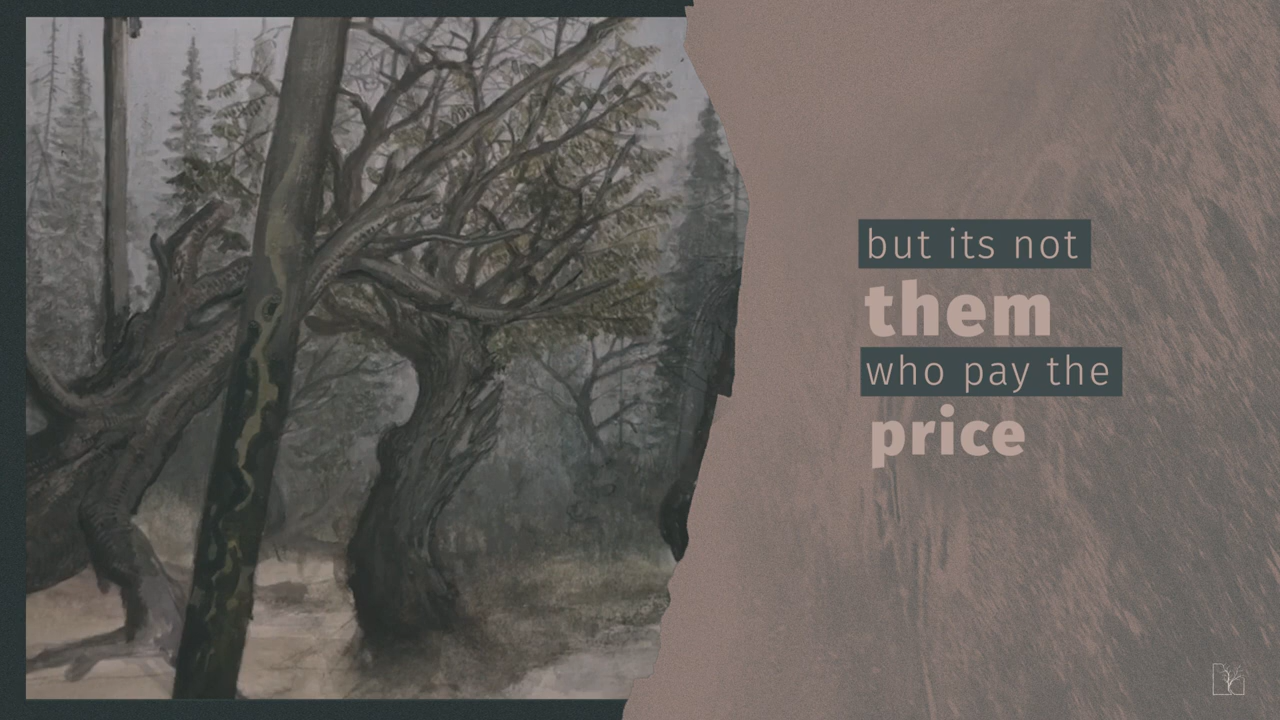 but its not
them
who pay the
price